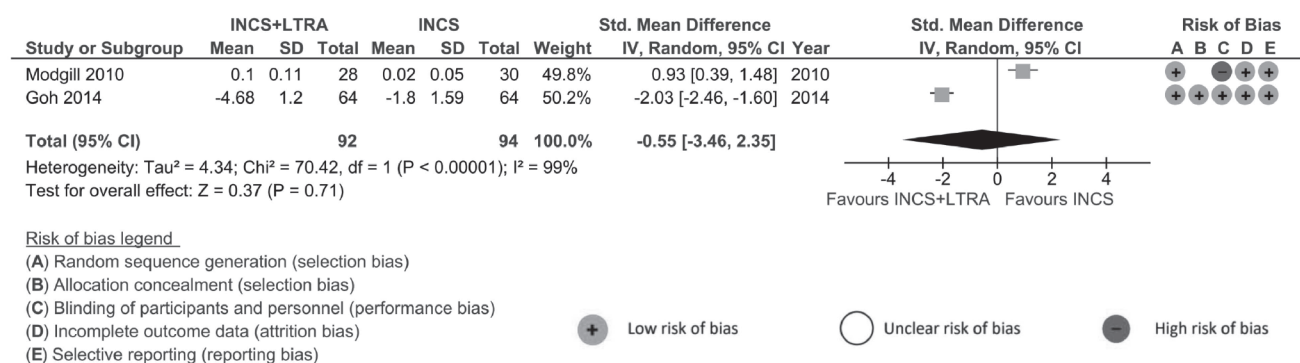 INCS+LTRA INCS Std. Mean Difference Std. Mean Difference Risk of Bias
Study or Subgroup Mean SD Total Mean SD Total Weight IV, Random, 95% CI Year IV, Random, 95% CI A B C D E
Modgill 2010 0.1 0.11 28 0.02 0.05 30 49.8% 0.93 [0.39, 1.48] 2010 + − + +
Goh 2014 -4.68 1.2 64 -1.8 1.59 64 50.2% -2.03 [-2.46, -1.60] 2014 + + + + +
Total (95% CI) 92 94 100.0% -0.55 [-3.46, 2.35]
Heterogeneity: Tau² = 4.34; Chi² = 70.42, df = 1 (P < 0.00001); I² = 99%
Test for overall effect: Z = 0.37 (P = 0.71)
-4 -2 0 2 4
Favours INCS+LTRA Favours INCS
Risk of bias legend
(A) Random sequence generation (selection bias)
(B) Allocation concealment (selection bias)
(C) Blinding of participants and personnel (performance bias)
(D) Incomplete outcome data (attrition bias)
(E) Selective reporting (reporting bias)
+ Low risk of bias Unclear risk of bias − High risk of bias